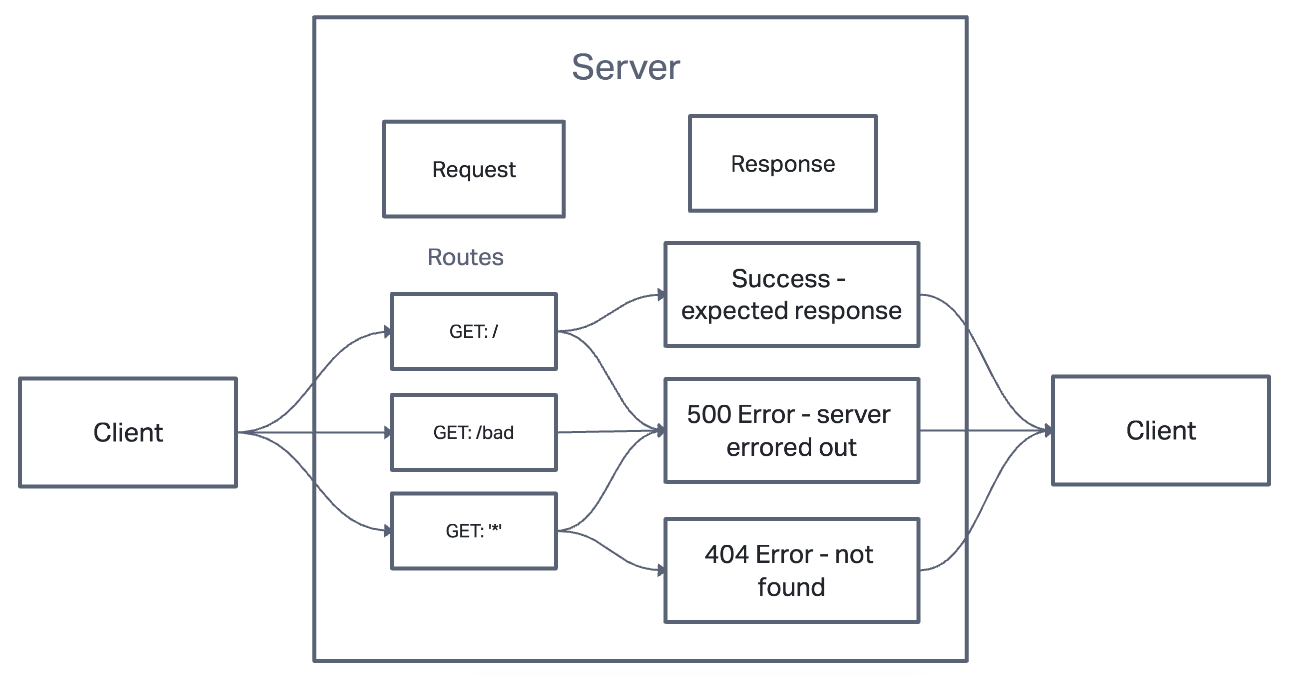 Server
Request
Response
Routes
GET: /
GET: /bad
GET: '*'
Success -
expected response
500 Error - server
errored out
404 Error - not
found
Client
Client